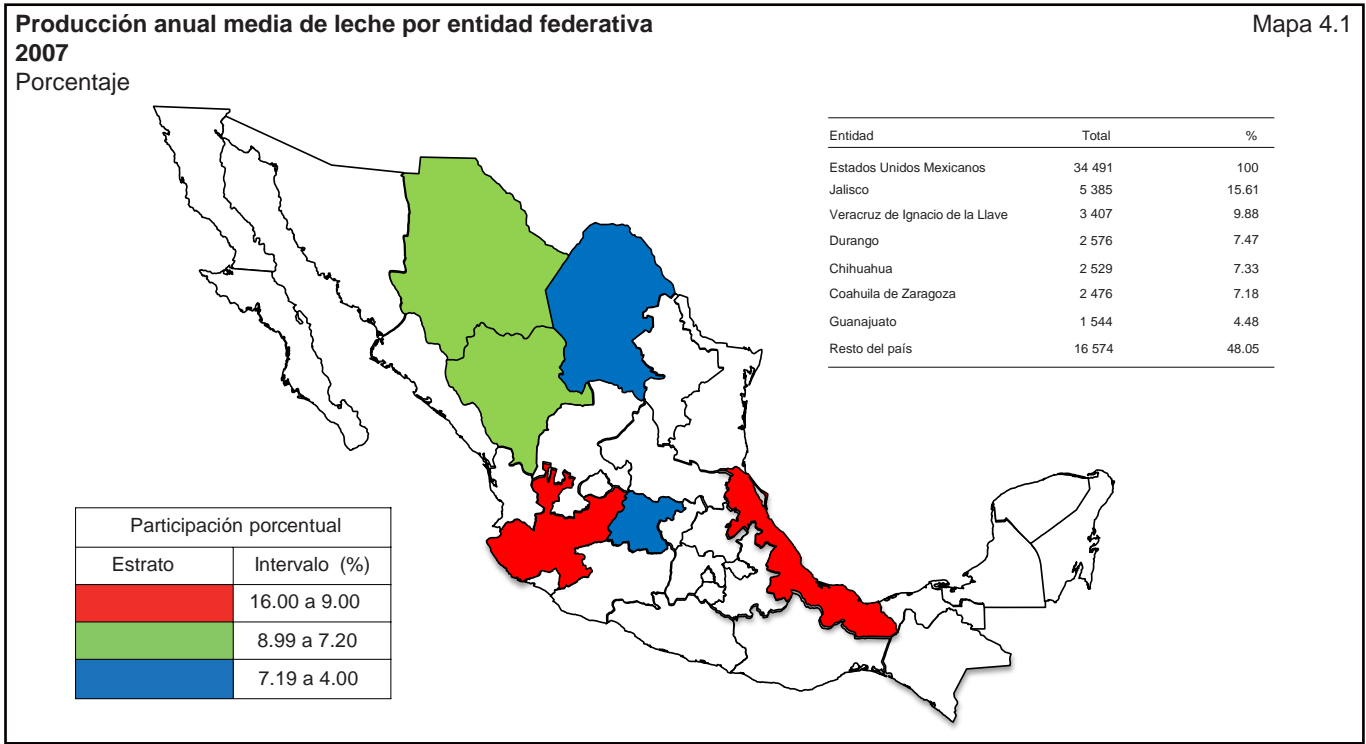 Producción anual media de leche por entidad federativa
Mapa 4.1
2007
Porcentaje
Entidad Total %
Estados Unidos Mexicanos 34 491 100
Jalisco 5 385 15.61
Veracruz de Ignacio de la Llave 3 407 9.88
Durango 2 576 7.47
Chihuahua 2 529 7.33
Coahuila de Zaragoza 2 476 7.18
Guanajuato 1 544 4.48
Resto del país 16 574 48.05
Participación porcentual
Estrato Intervalo (%)
16.00 a 9.00
8.99 a 7.20
7.19 a 4.00